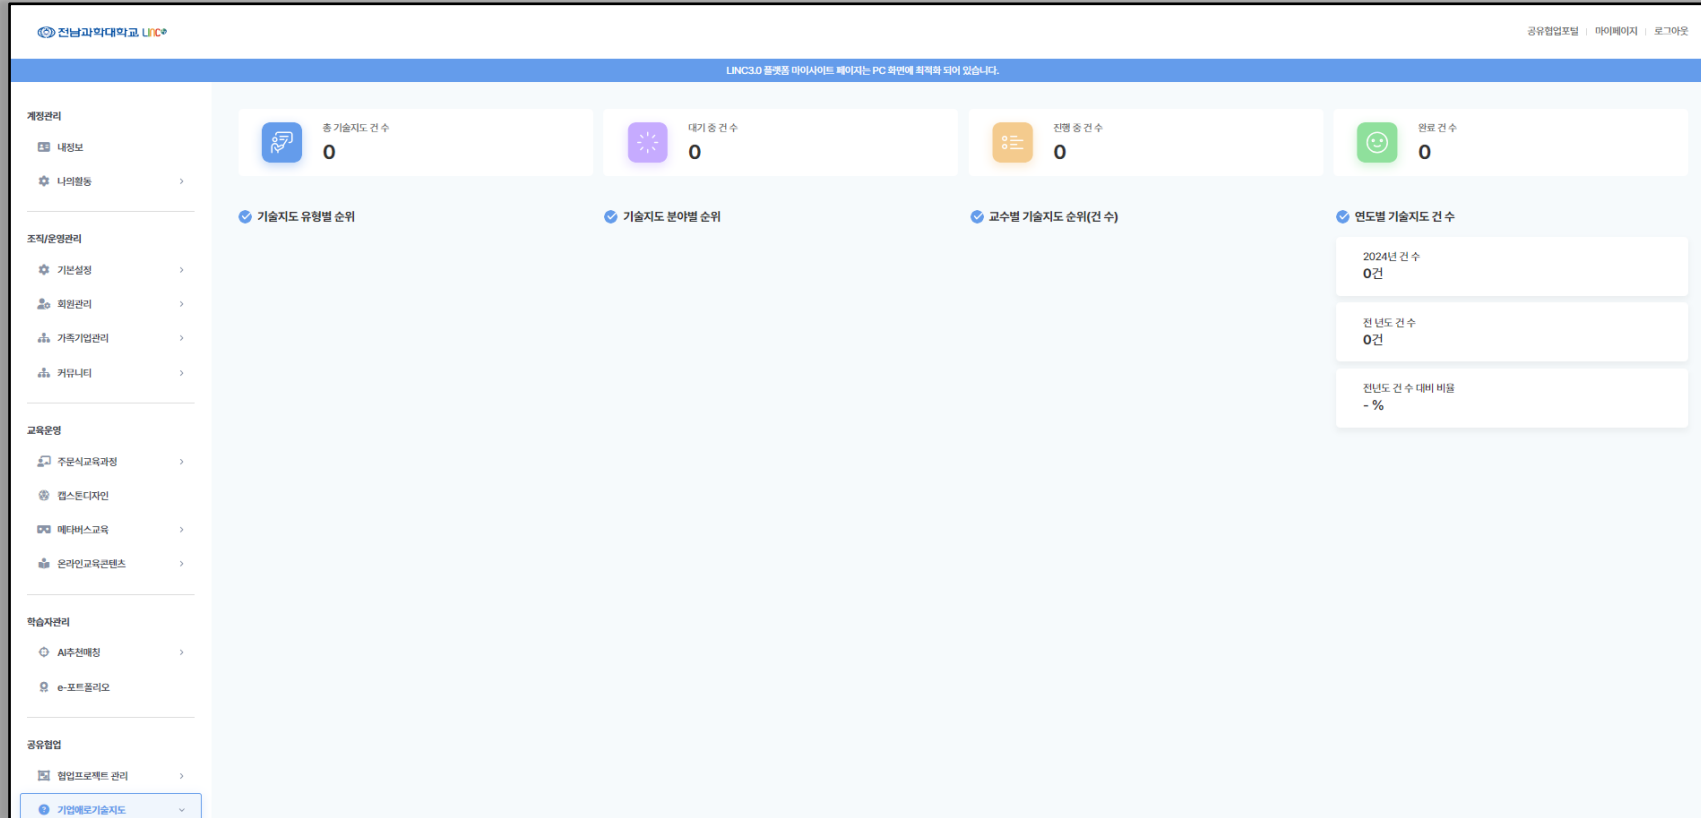 전남과학대학교 LINC
공유협업포털 | 마이페이지 | 로그아웃
LINC3.0 플랫폼 마이사이트 페이지는 PC 화면에 최적화 되어 있습니다.
계정관리
내정보
나의활동
조직/운영관리
기본설정
회원관리
가족기업관리
커뮤니티
교육운영
주문식교육과정
캡스톤디자인
메타버스교육
온라인교육콘텐츠
학습자관리
AI추천매칭
e-포트폴리오
공유협업
협업프로젝트 관리
기업애로기술지도
총 기술지도 건 수
0
대기 중 건 수
0
진행 중 건 수
0
완료 건 수
0
기술지도 유형별 순위
기술지도 분야별 순위
교수별 기술지도 순위(건 수)
연도별 기술지도 건 수
2024년 건 수
0건
전 년도 건 수
0건
전년도 건 수 대비 비율
- %